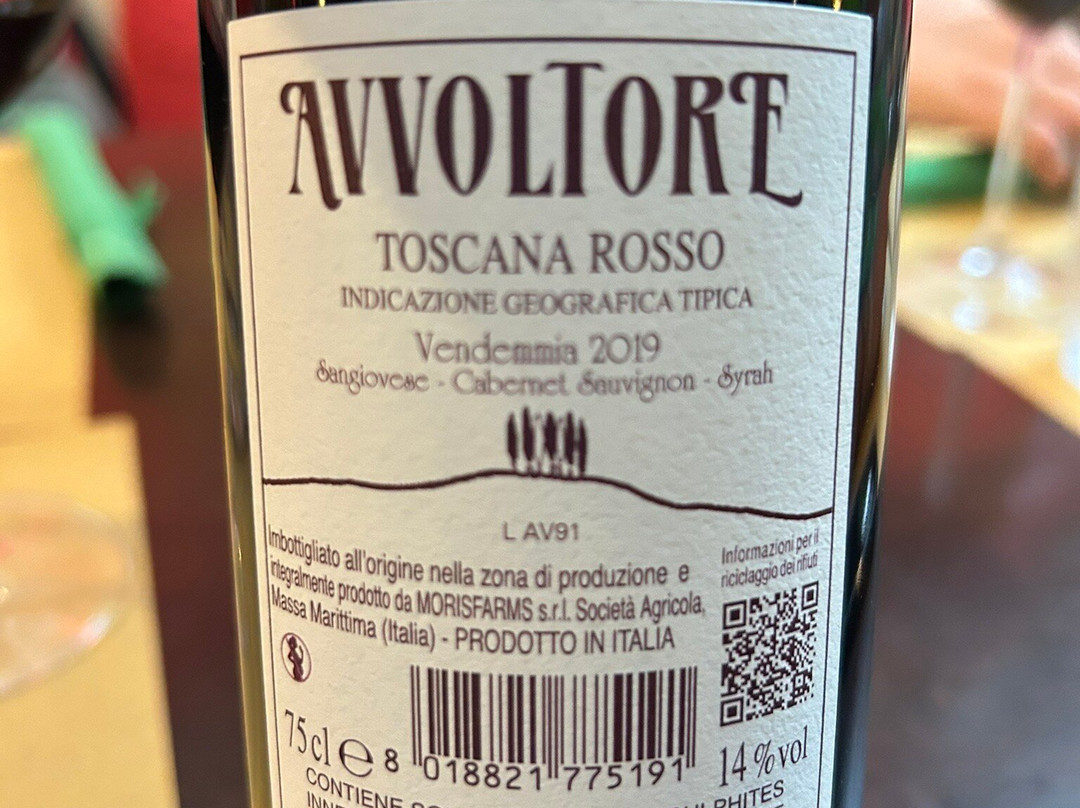 AVVOLTORE
TOSCANA ROSSO
INDICAZIONE GEOGRAFICA TIPICA
Vendemmia 2019
Sangiovese - Cabernet Sauvignon - Syrah
L AV91
Imbottigliato all'origine nella zona di produzione e
integralmente prodotto da MORISFARMS s.r.l. Società Agricola,
Massa Marittima (Italia) - PRODOTTO IN ITALIA
Informazioni per il
riciclaggio dei rifiuti
75cl e 8 018821 775191 14%vol
CONTIENE